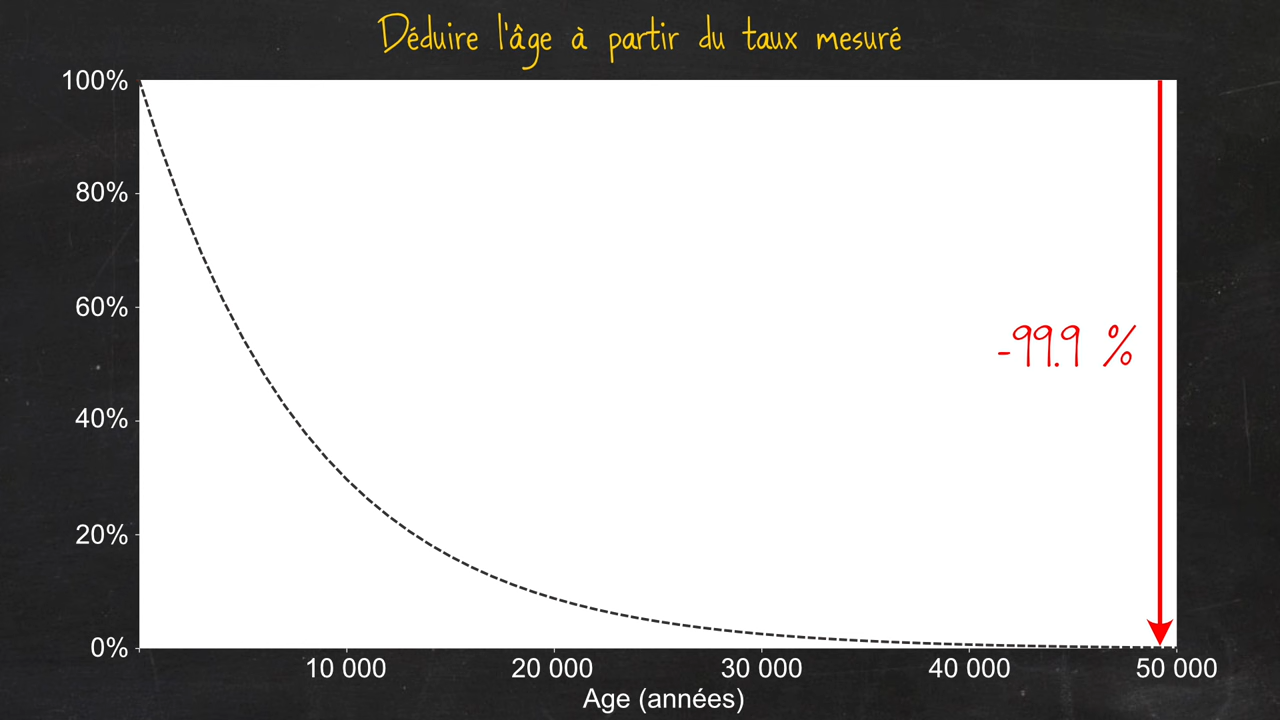 Déduire l'âge à partir du taux mesuré
100%
80%
60%
40%
20%
0%
-99.9 %
10 000 20 000 30 000 40 000 50 000
Age (années)